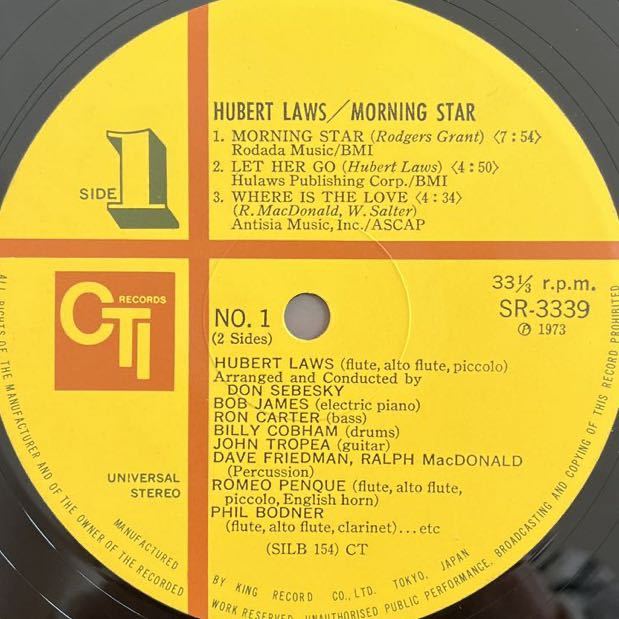 HUBERT LAWS/MORNING STAR
1. MORNING STAR (Rodgers Grant) 〈7:54〉
Rodada Music/BMI
2. LET HER GO (Hubert Laws) 〈4:50〉
Hulaws Publishing Corp./BMI
3. WHERE IS THE LOVE 〈4:34〉
(R. MacDonald, W. Salter)
Antisia Music, Inc./ASCAP
SIDE 1
CTI RECORDS
33⅓ r.p.m.
SR-3339
Ⓟ 1973
NO. 1
(2 Sides)
HUBERT LAWS (flute, alto flute, piccolo)
Arranged and Conducted by
DON SEBESKY
BOB JAMES (electric piano)
RON CARTER (bass)
BILLY COBHAM (drums)
JOHN TROPEA (guitar)
DAVE FRIEDMAN, RALPH MacDONALD
(Percussion)
ROMEO PENQUE (flute, alto flute,
piccolo, English horn)
PHIL BODNER
(flute, alto flute, clarinet)...etc
(SILB 154) CT
UNIVERSAL
STEREO
MANUFACTURED BY KING RECORD CO., LTD. TOKYO, JAPAN
ALL RIGHTS OF THE MANUFACTURER AND OF THE OWNER OF THE RECORDED WORK RESERVED. UNAUTHORISED PUBLIC PERFORMANCE, BROADCASTING AND COPYING OF THIS RECORD PROHIBITED